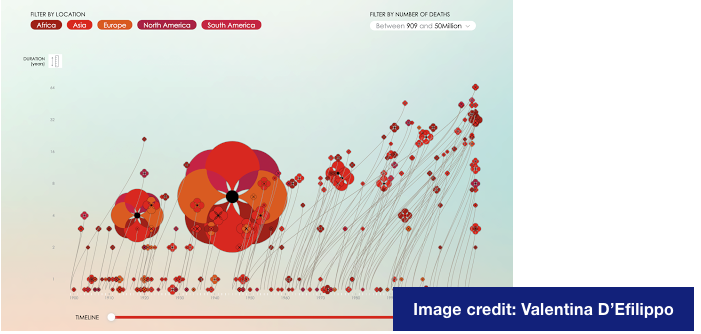 FILTER BY LOCATION
Africa Asia Europe North America South America
FILTER BY NUMBER OF DEATHS
Between 909 and 50Million
DURATION
(years)
TIMELINE
Image credit: Valentina D’Efilippo